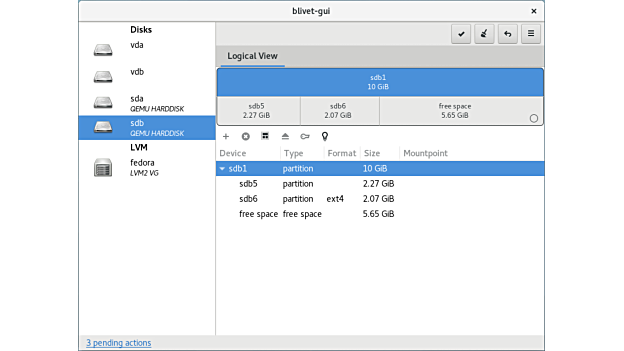 blivet-gui
Disks
vda
vdb
sda
QEMU HARDDISK
sdb
QEMU HARDDISK
LVM
fedora
LVM2 VG
Logical View
sdb1
10 GiB
sdb5
2.27 GiB
sdb6
2.07 GiB
free space
5.65 GiB
Device Type Format Size Mountpoint
sdb1 partition 10 GiB
sdb5 partition 2.27 GiB
sdb6 partition ext4 2.07 GiB
free space free space 5.65 GiB
3 pending actions